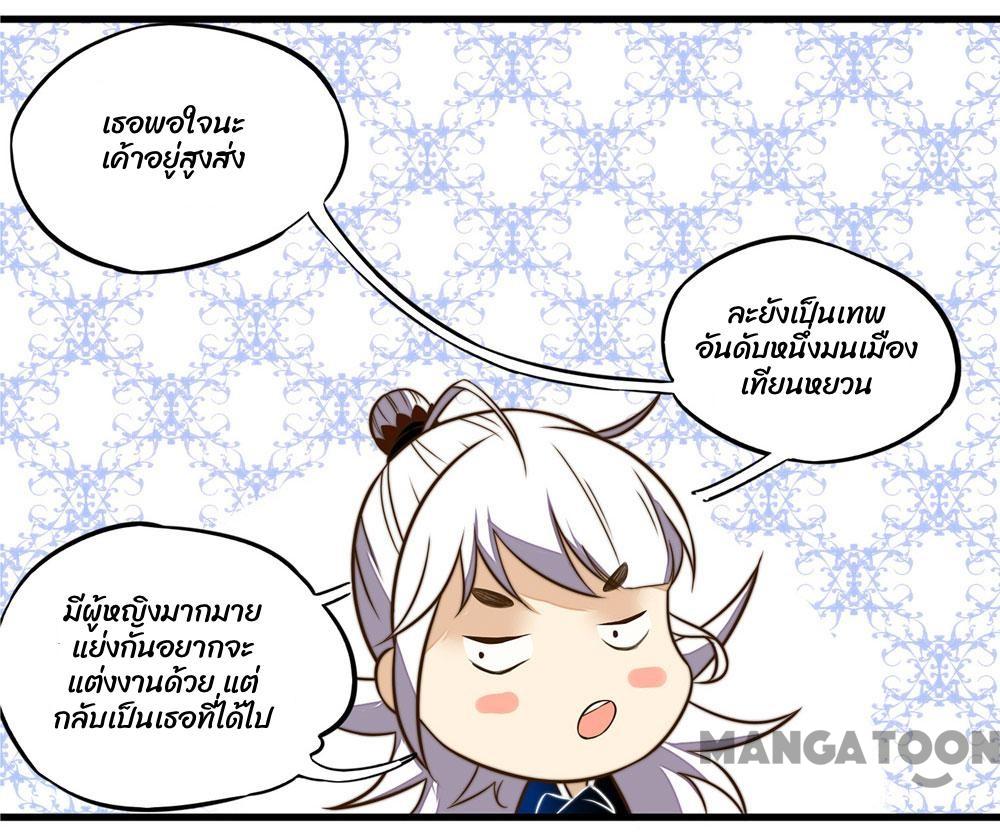 เธอพอใจนะ
เค้าอยู่สูงส่ง
ละยังเป็นเทพ
อันดับหนึ่งมนเมือง
เทียนหยวน
มีผู้หญิงมากมาย
แย่งกันอยากจะ
แต่งงานด้วย แต่
กลับเป็นเธอที่ได้ไป
MANGATOON